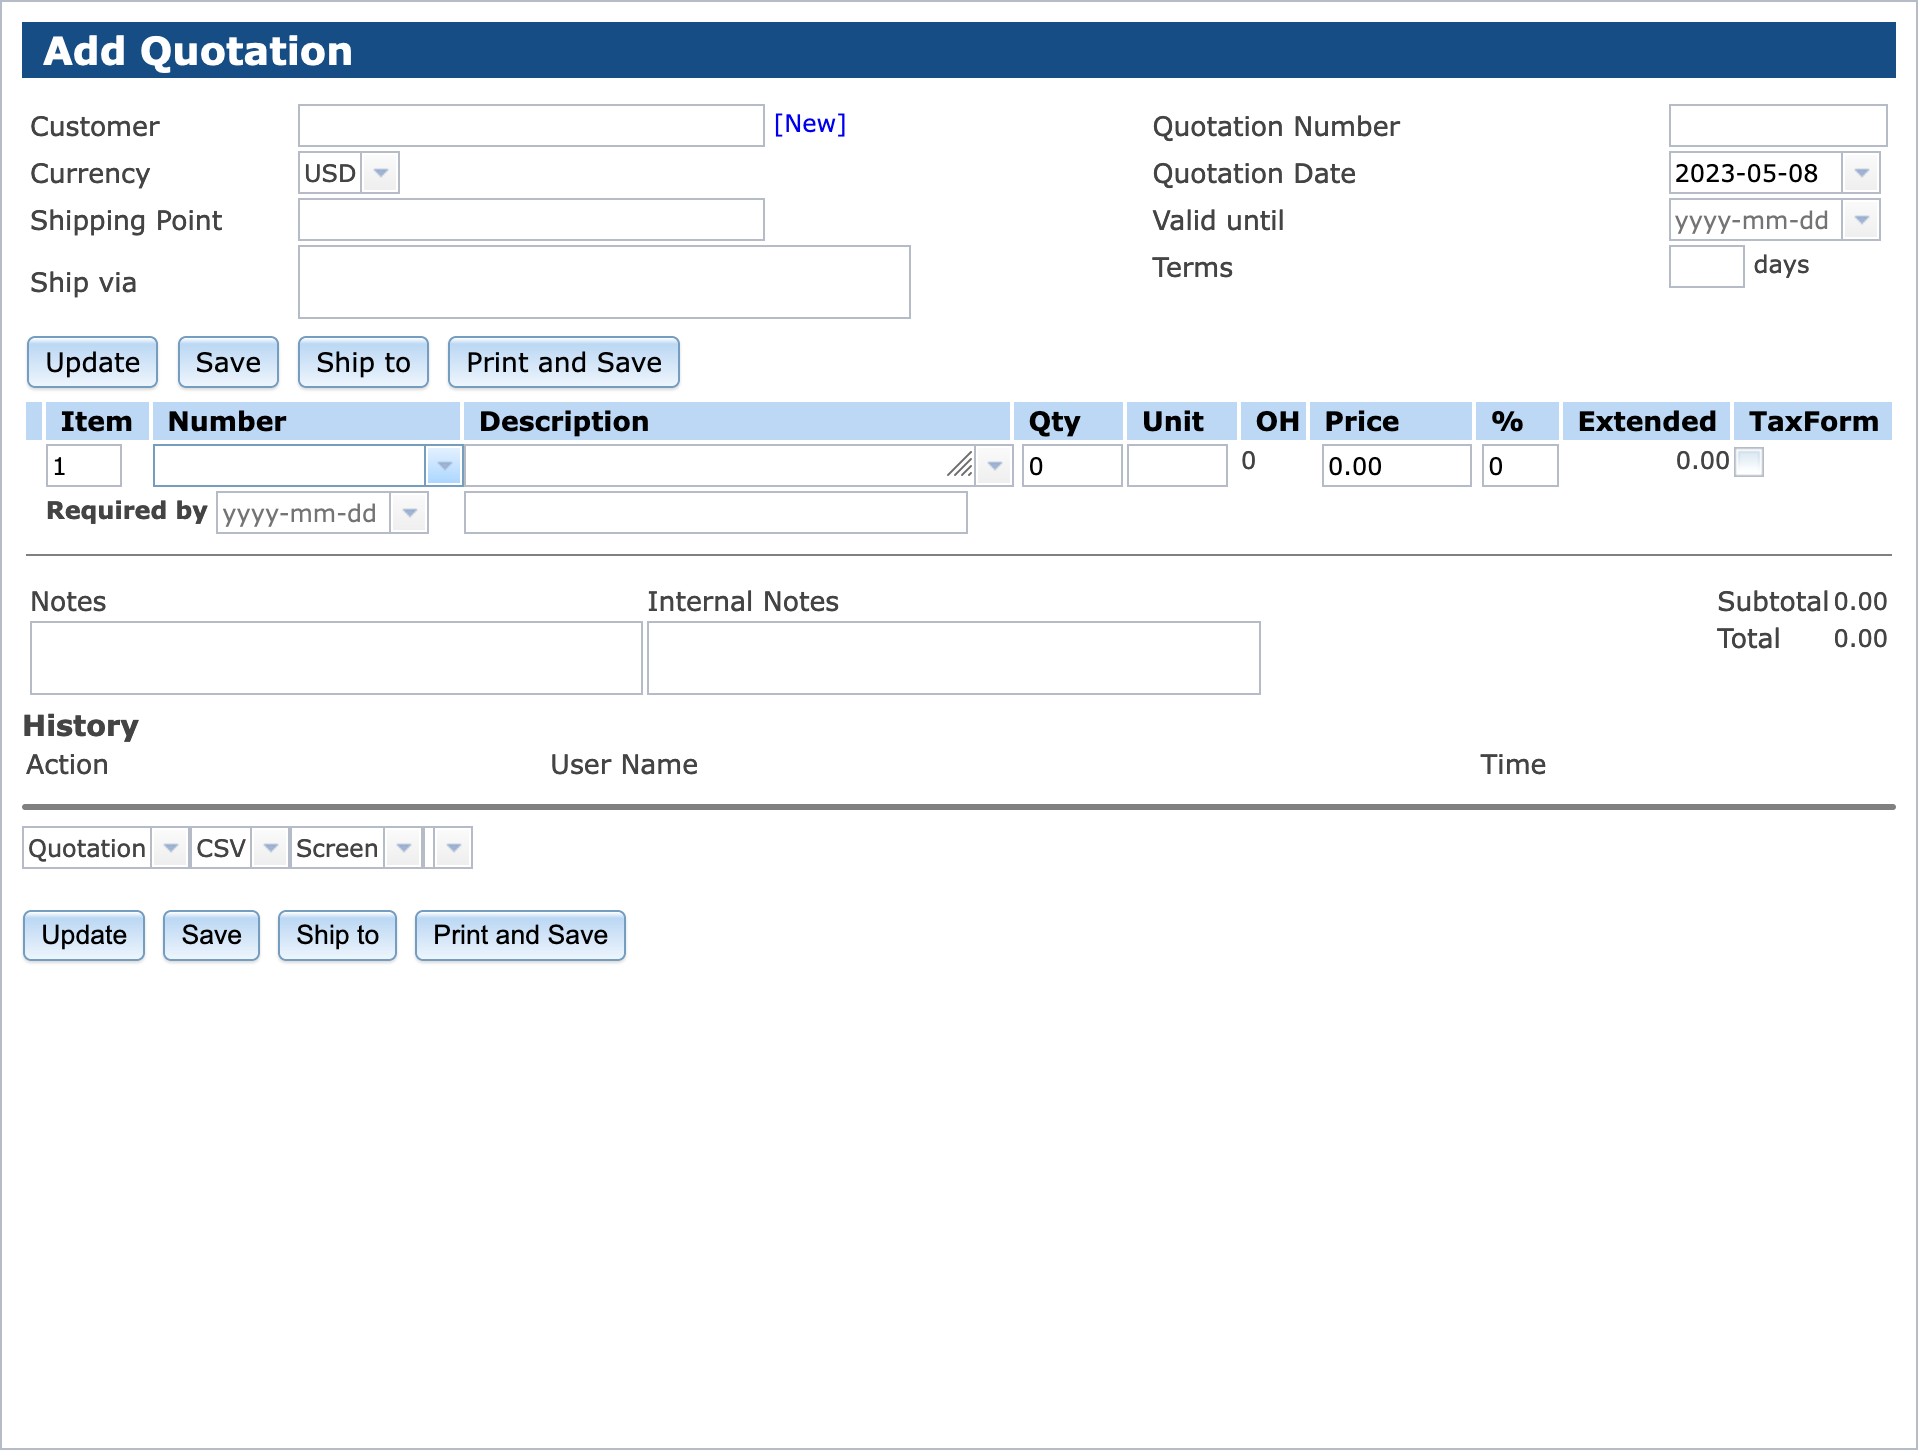 Add Quotation
Customer [New] Quotation Number
Currency USD Quotation Date 2023-05-08
Shipping Point Valid until yyyy-mm-dd
Ship via Terms days
Update Save Ship to Print and Save
Item Number Description Qty Unit OH Price % Extended TaxForm
1 0 0 0.00 0 0.00
Required by yyyy-mm-dd
Notes Internal Notes Subtotal 0.00
Total 0.00
History
Action User Name Time
Quotation CSV Screen
Update Save Ship to Print and Save